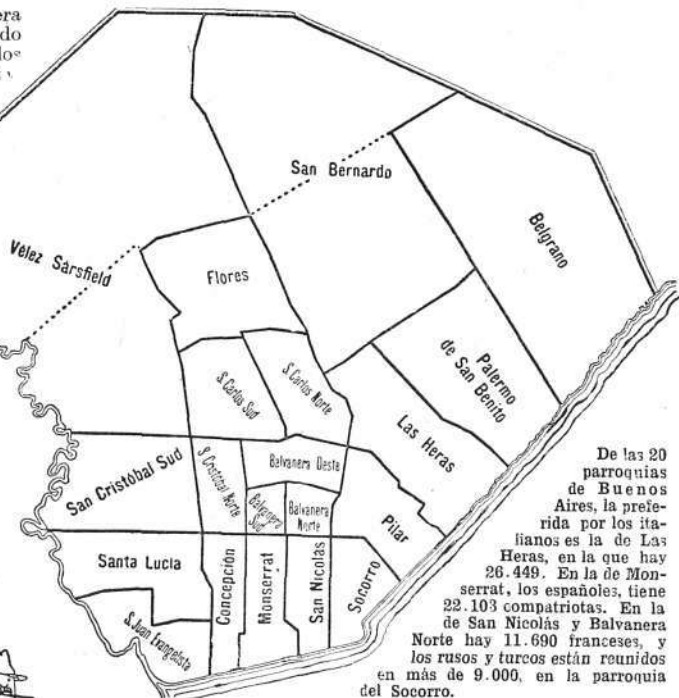 era
do
los
San Bernardo
Belgrano
Vélez Sársfield
Flores
Palermo
de San Benito
S. Carlos Sud
S. Carlos Norte
Las Heras
San Cristóbal Sud
S. Cristóbal Norte
Balvanera Oeste
Balvanera
Sud
Balvanera
Norte
Pilar
Santa Lucía
Concepción
Monserrat
San Nicolás
Socorro
S. Juan Evangelista
De las 20
parroquias
de Buenos
Aires, la prefe-
rida por los ita-
lianos es la de Las
Heras, en la que hay
26.449. En la de Mon-
serrat, los españoles, tiene
22.103 compatriotas. En la
de San Nicolás y Balvanera
Norte hay 11.690 franceses, y
los rusos y turcos están reunidos
en más de 9.000, en la parroquia
del Socorro.